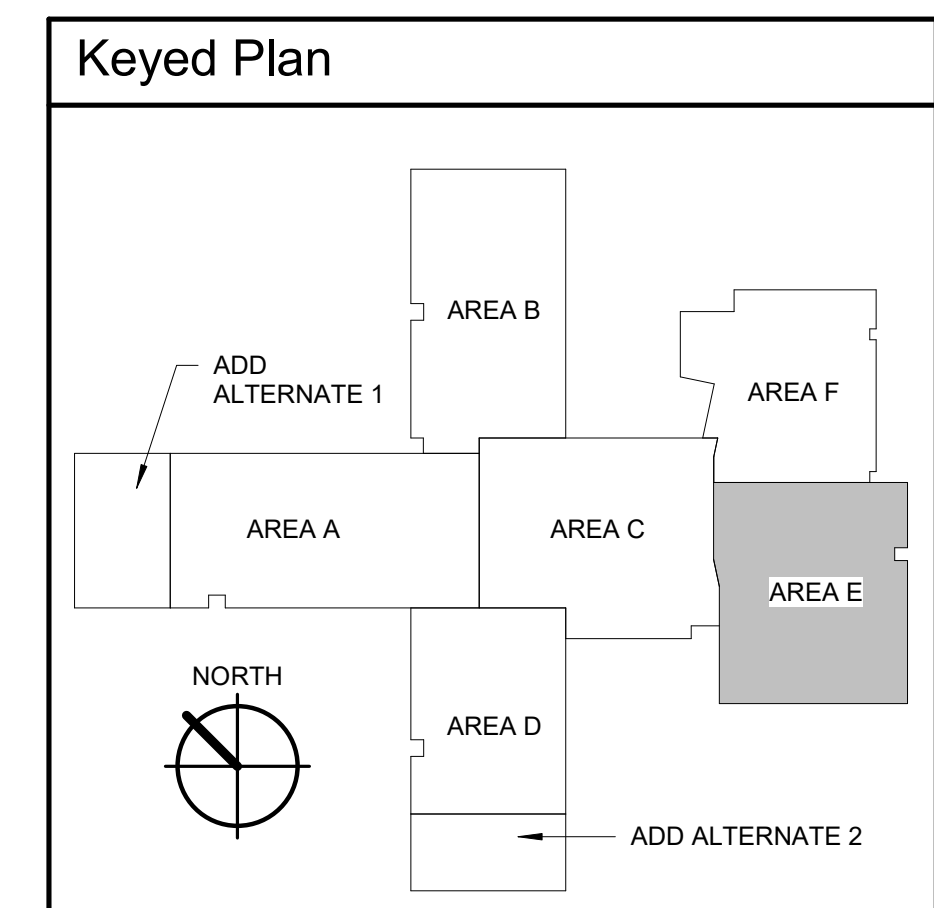 Keyed Plan
AREA B
ADD
ALTERNATE 1
AREA F
AREA A
AREA C
AREA E
NORTH
AREA D
ADD ALTERNATE 2